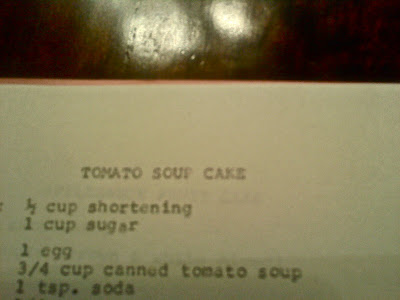 TOMATO SOUP CAKE
½ cup shortening
1 cup sugar
1 egg
3/4 cup canned tomato soup
1 tsp. soda